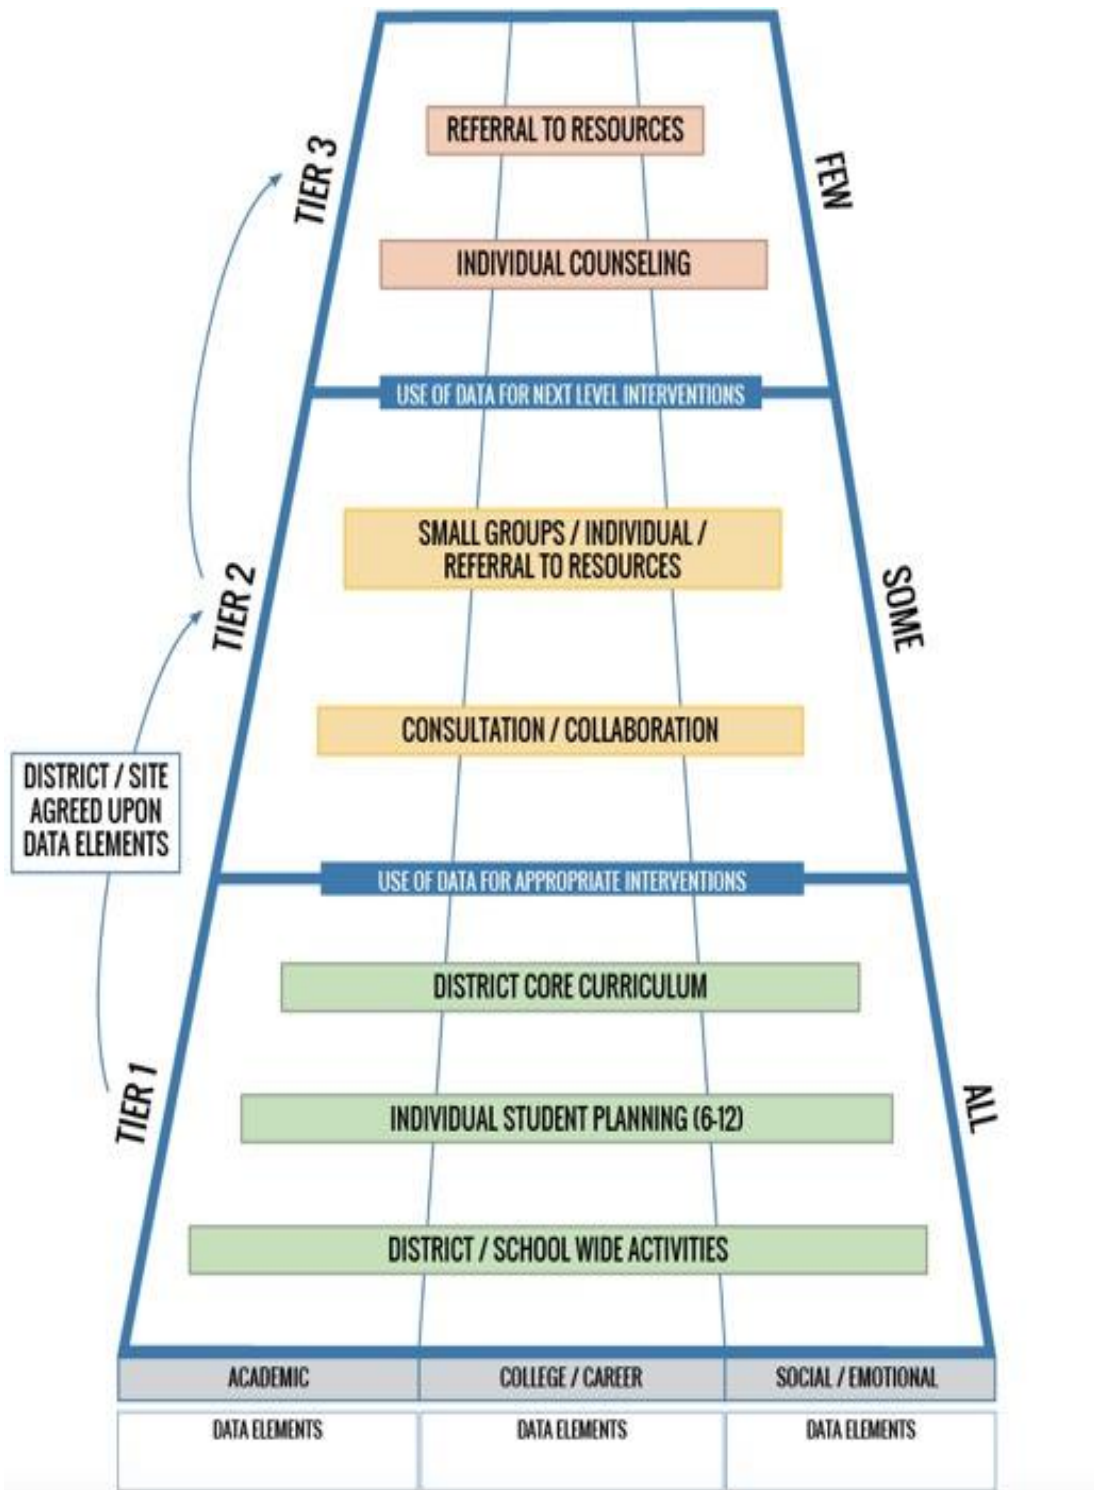 TIER 3
FEW
REFERRAL TO RESOURCES
INDIVIDUAL COUNSELING
USE OF DATA FOR NEXT LEVEL INTERVENTIONS
TIER 2
SOME
SMALL GROUPS / INDIVIDUAL /
REFERRAL TO RESOURCES
CONSULTATION / COLLABORATION
DISTRICT / SITE
AGREED UPON
DATA ELEMENTS
USE OF DATA FOR APPROPRIATE INTERVENTIONS
TIER 1
ALL
DISTRICT CORE CURRICULUM
INDIVIDUAL STUDENT PLANNING (6-12)
DISTRICT / SCHOOL WIDE ACTIVITIES
ACADEMIC
COLLEGE / CAREER
SOCIAL / EMOTIONAL
DATA ELEMENTS
DATA ELEMENTS
DATA ELEMENTS